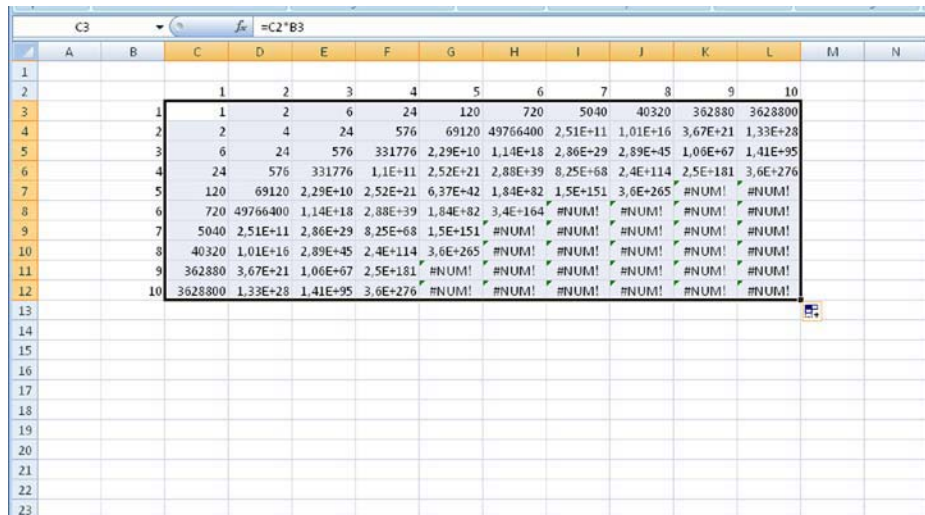 C3 fx =C2*B3
A B C D E F G H I J K L M N
1
2 1 2 3 4 5 6 7 8 9 10
3 1 1 2 6 24 120 720 5040 40320 362880 3628800
4 2 2 4 24 576 69120 49766400 2,51E+11 1,01E+16 3,67E+21 1,33E+28
5 3 6 24 576 331776 2,29E+10 1,14E+18 2,86E+29 2,89E+45 1,06E+67 1,41E+95
6 4 24 576 331776 1,1E+11 2,52E+21 2,88E+39 8,25E+68 2,4E+114 2,5E+181 3,6E+276
7 5 120 69120 2,29E+10 2,52E+21 6,37E+42 1,84E+82 1,5E+151 3,6E+265 #NUM! #NUM!
8 6 720 49766400 1,14E+18 2,88E+39 1,84E+82 3,4E+164 #NUM! #NUM! #NUM! #NUM!
9 7 5040 2,51E+11 2,86E+29 8,25E+68 1,5E+151 #NUM! #NUM! #NUM! #NUM! #NUM!
10 8 40320 1,01E+16 2,89E+45 2,4E+114 3,6E+265 #NUM! #NUM! #NUM! #NUM! #NUM!
11 9 362880 3,67E+21 1,06E+67 2,5E+181 #NUM! #NUM! #NUM! #NUM! #NUM! #NUM!
12 10 3628800 1,33E+28 1,41E+95 3,6E+276 #NUM! #NUM! #NUM! #NUM! #NUM! #NUM!
13
14
15
16
17
18
19
20
21
22
23